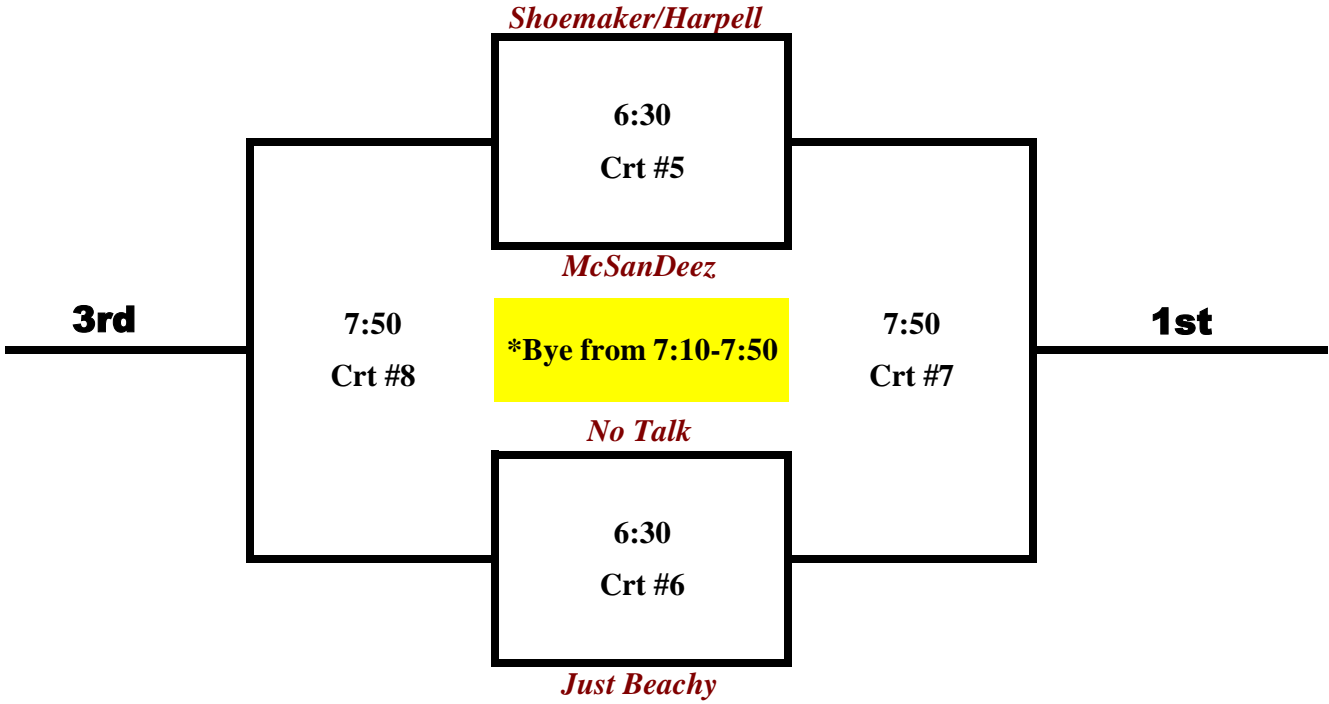 Shoemaker/Harpell
6:30
Crt #5
McSanDeez
3rd
7:50
Crt #8
*Bye from 7:10-7:50
7:50
Crt #7
1st
No Talk
6:30
Crt #6
Just Beachy